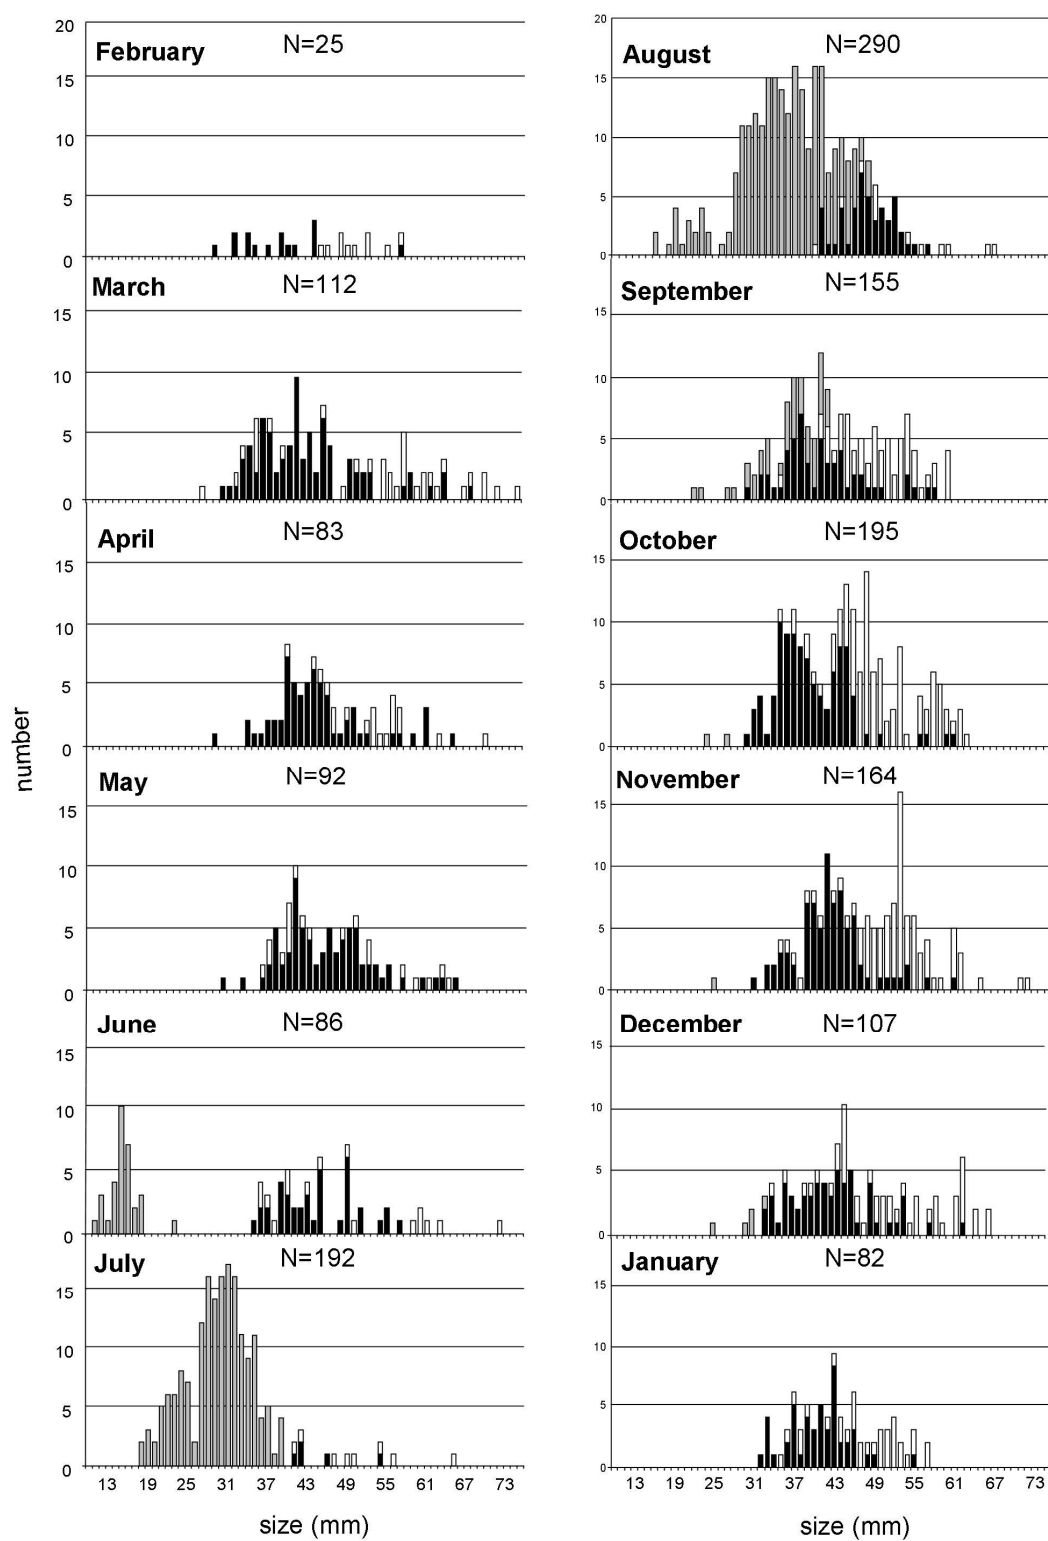 number
20
February N=25
15
10
5
0
March N=112
15
10
5
0
April N=83
15
10
5
0
May N=92
15
10
5
0
June N=86
15
10
5
0
July N=192
15
10
5
0
13 19 25 31 37 43 49 55 61 67 73
size (mm)
20
August N=290
15
10
5
0
September N=155
15
10
5
0
October N=195
15
10
5
0
November N=164
15
10
5
0
December N=107
15
10
5
0
January N=82
15
10
5
0
13 19 25 31 37 43 49 55 61 67 73
size (mm)